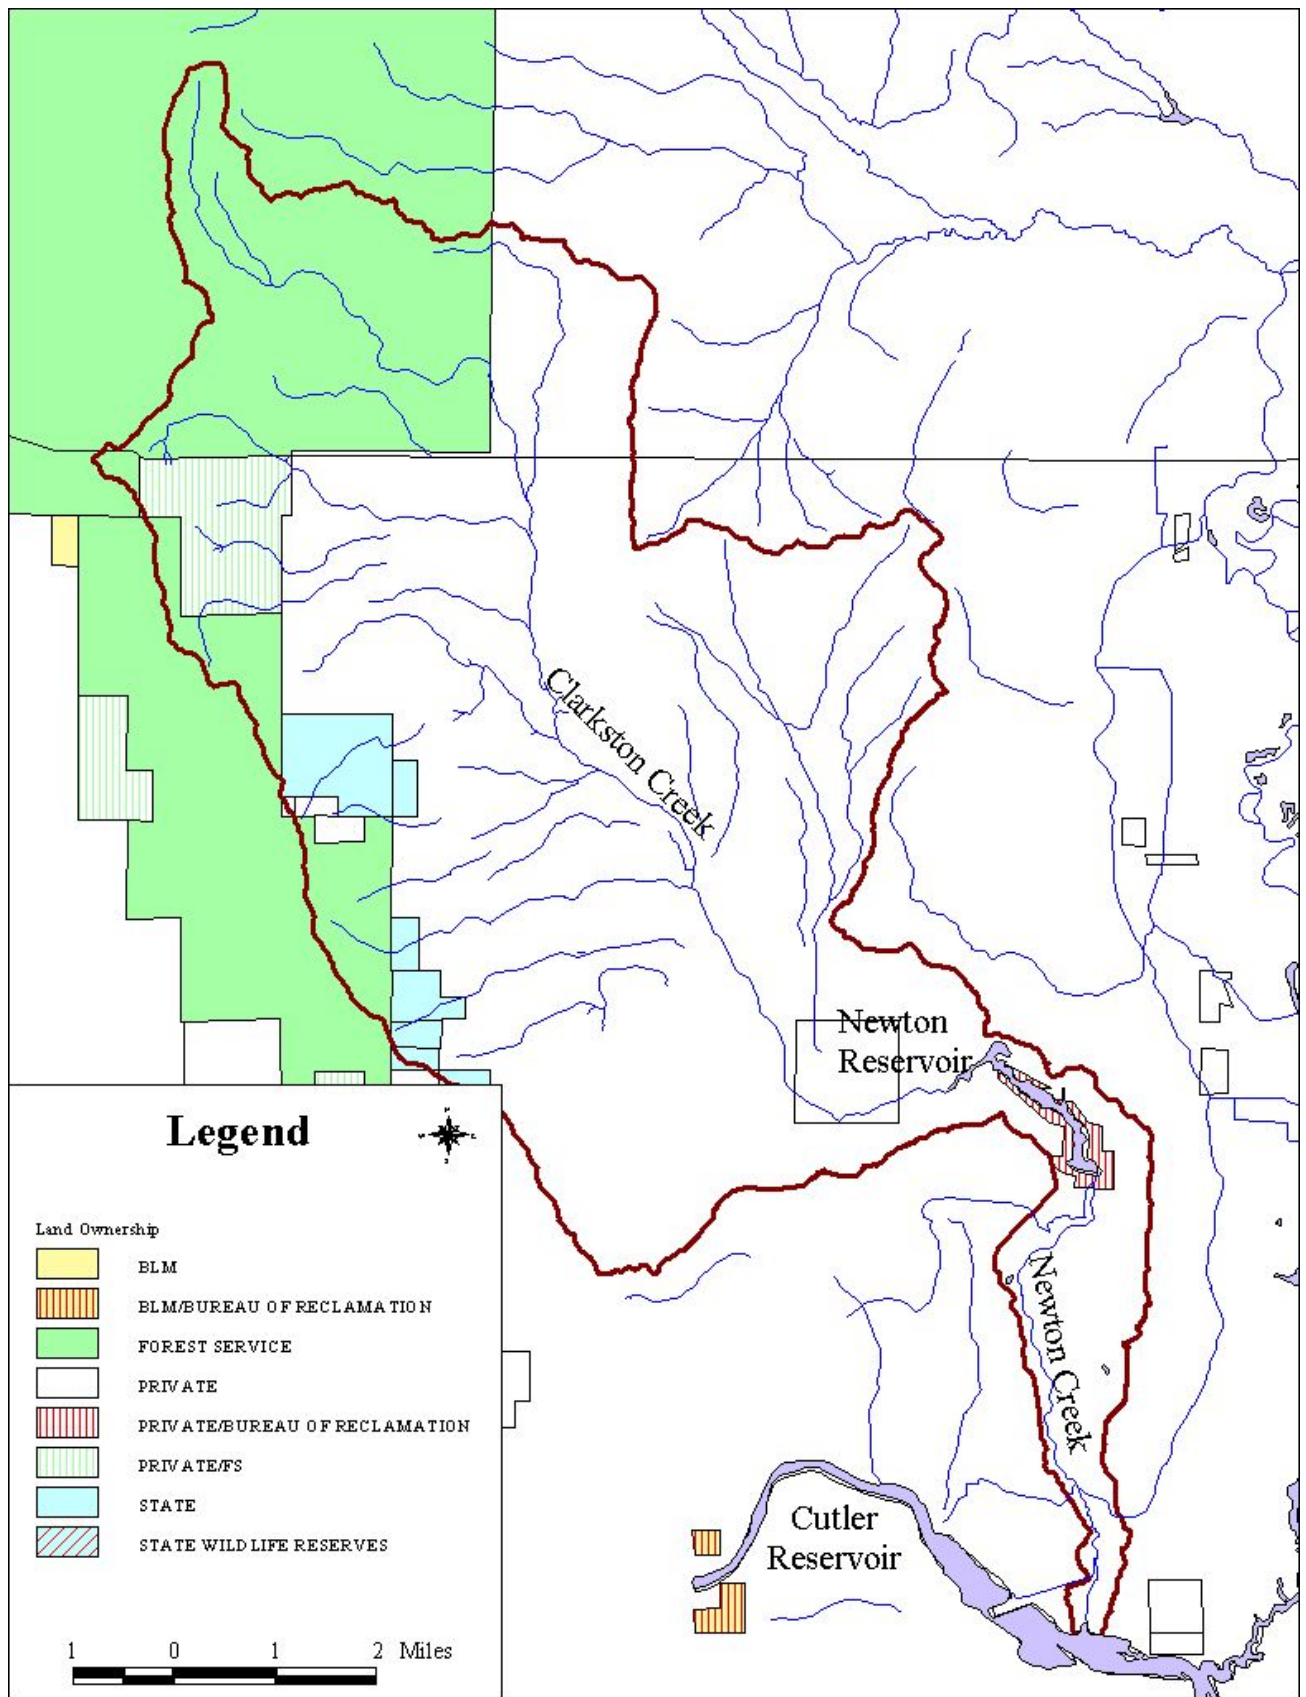 Clarkston Creek
Newton
Reservoir
Legend
Land Ownership
BLM
BLM/BUREAU OF RECLAMATION
FOREST SERVICE
PRIVATE
PRIVATE/BUREAU OF RECLAMATION
PRIVATE/FS
STATE
STATE WILDLIFE RESERVES
Newton Creek
Cutler
Reservoir
1 0 1 2 Miles